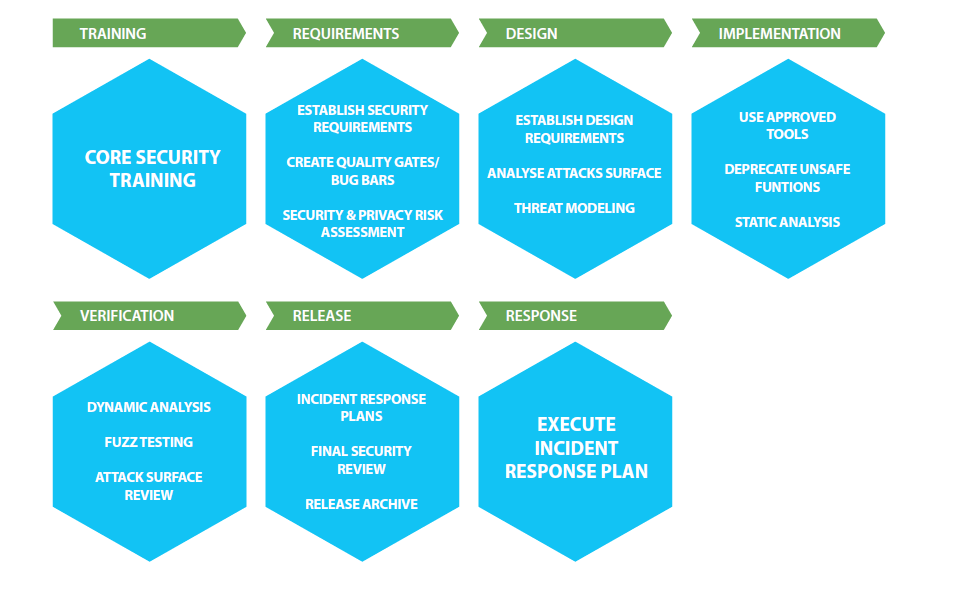 TRAINING
CORE SECURITY
TRAINING
REQUIREMENTS
ESTABLISH SECURITY
REQUIREMENTS
CREATE QUALITY GATES/
BUG BARS
SECURITY & PRIVACY RISK
ASSESSMENT
DESIGN
ESTABLISH DESIGN
REQUIREMENTS
ANALYSE ATTACKS SURFACE
THREAT MODELING
IMPLEMENTATION
USE APPROVED
TOOLS
DEPRECATE UNSAFE
FUNTIONS
STATIC ANALYSIS
VERIFICATION
DYNAMIC ANALYSIS
FUZZ TESTING
ATTACK SURFACE
REVIEW
RELEASE
INCIDENT RESPONSE
PLANS
FINAL SECURITY
REVIEW
RELEASE ARCHIVE
RESPONSE
EXECUTE
INCIDENT
RESPONSE PLAN